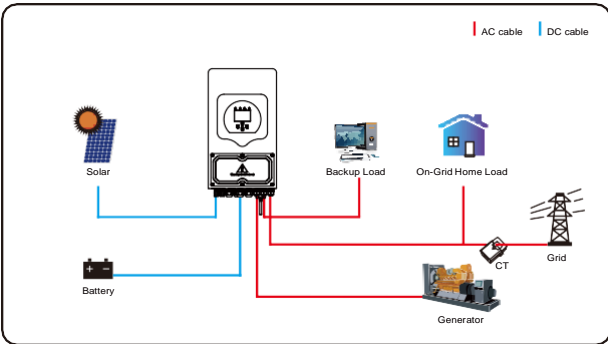 AC cable
DC cable
Solar
Backup Load
On-Grid Home Load
CT
Grid
Battery
Generator